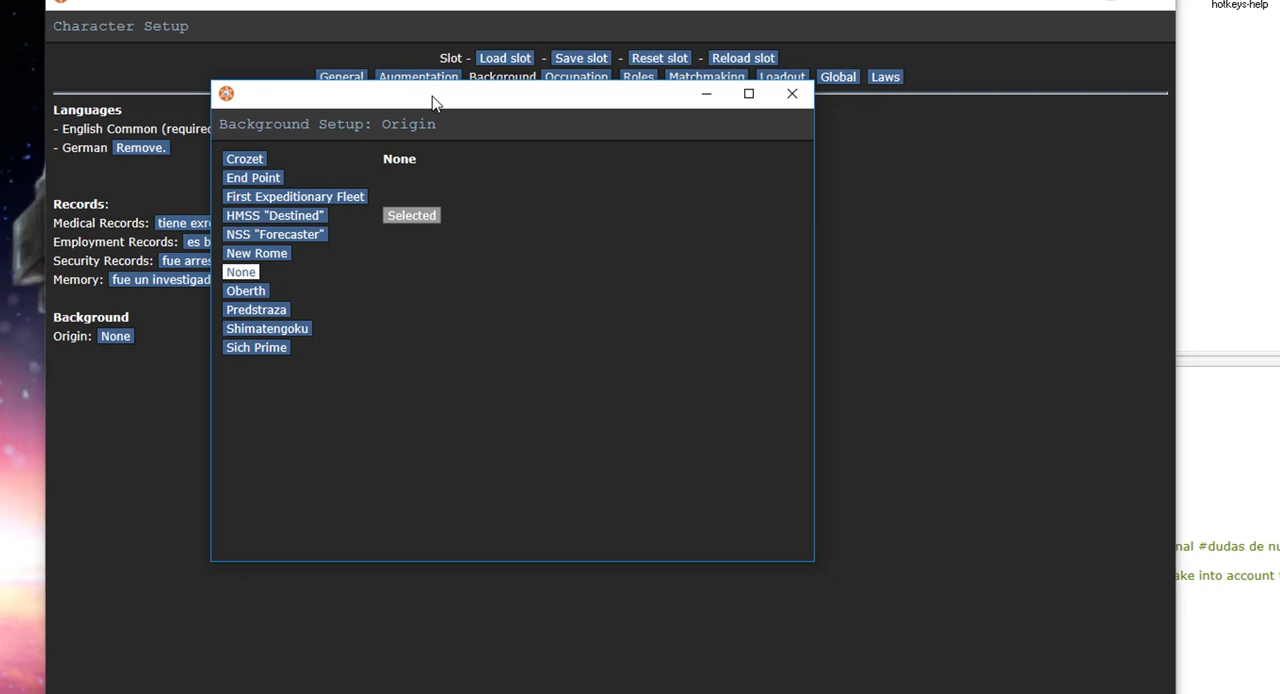 hotkeys-help
Character Setup
Slot - Load slot - Save slot - Reset slot - Reload slot
General Augmentation Background Occupation Roles Matchmaking Loadout Global Laws
Languages
- English Common (required
- German Remove.
Records:
Medical Records: tiene
Employment Records: es
Security Records: fue
Memory: fue un
Background
Origin: None
Background Setup: Origin
Crozet
None
End Point
First Expeditionary Fleet
HMSS "Destined"
Selected
NSS "Forecaster"
New Rome
None
Oberth
Predstraza
Shimatengoku
Sich Prime
#dudas de
into account